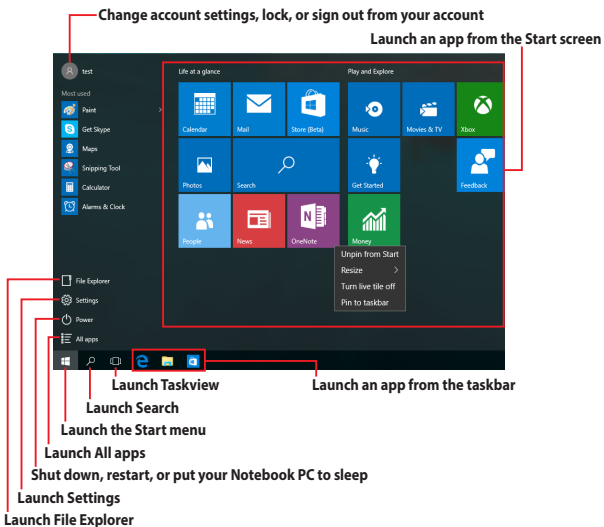 Change account settings, lock, or sign out from your account
Launch an app from the Start screen
test
Life at a glance
Play and Explore
Most used
Paint
Get Skype
Maps
Snipping Tool
Calculator
Alarms & Clock
Calendar
Mail
Store (Beta)
Music
Movies & TV
Xbox
Photos
Search
Get Started
Feedback
People
News
OneNote
Money
Unpin from Start
Resize
Turn live tile off
Pin to taskbar
File Explorer
Settings
Power
All apps
Launch Taskview
Launch an app from the taskbar
Launch Search
Launch the Start menu
Launch All apps
Shut down, restart, or put your Notebook PC to sleep
Launch Settings
Launch File Explorer